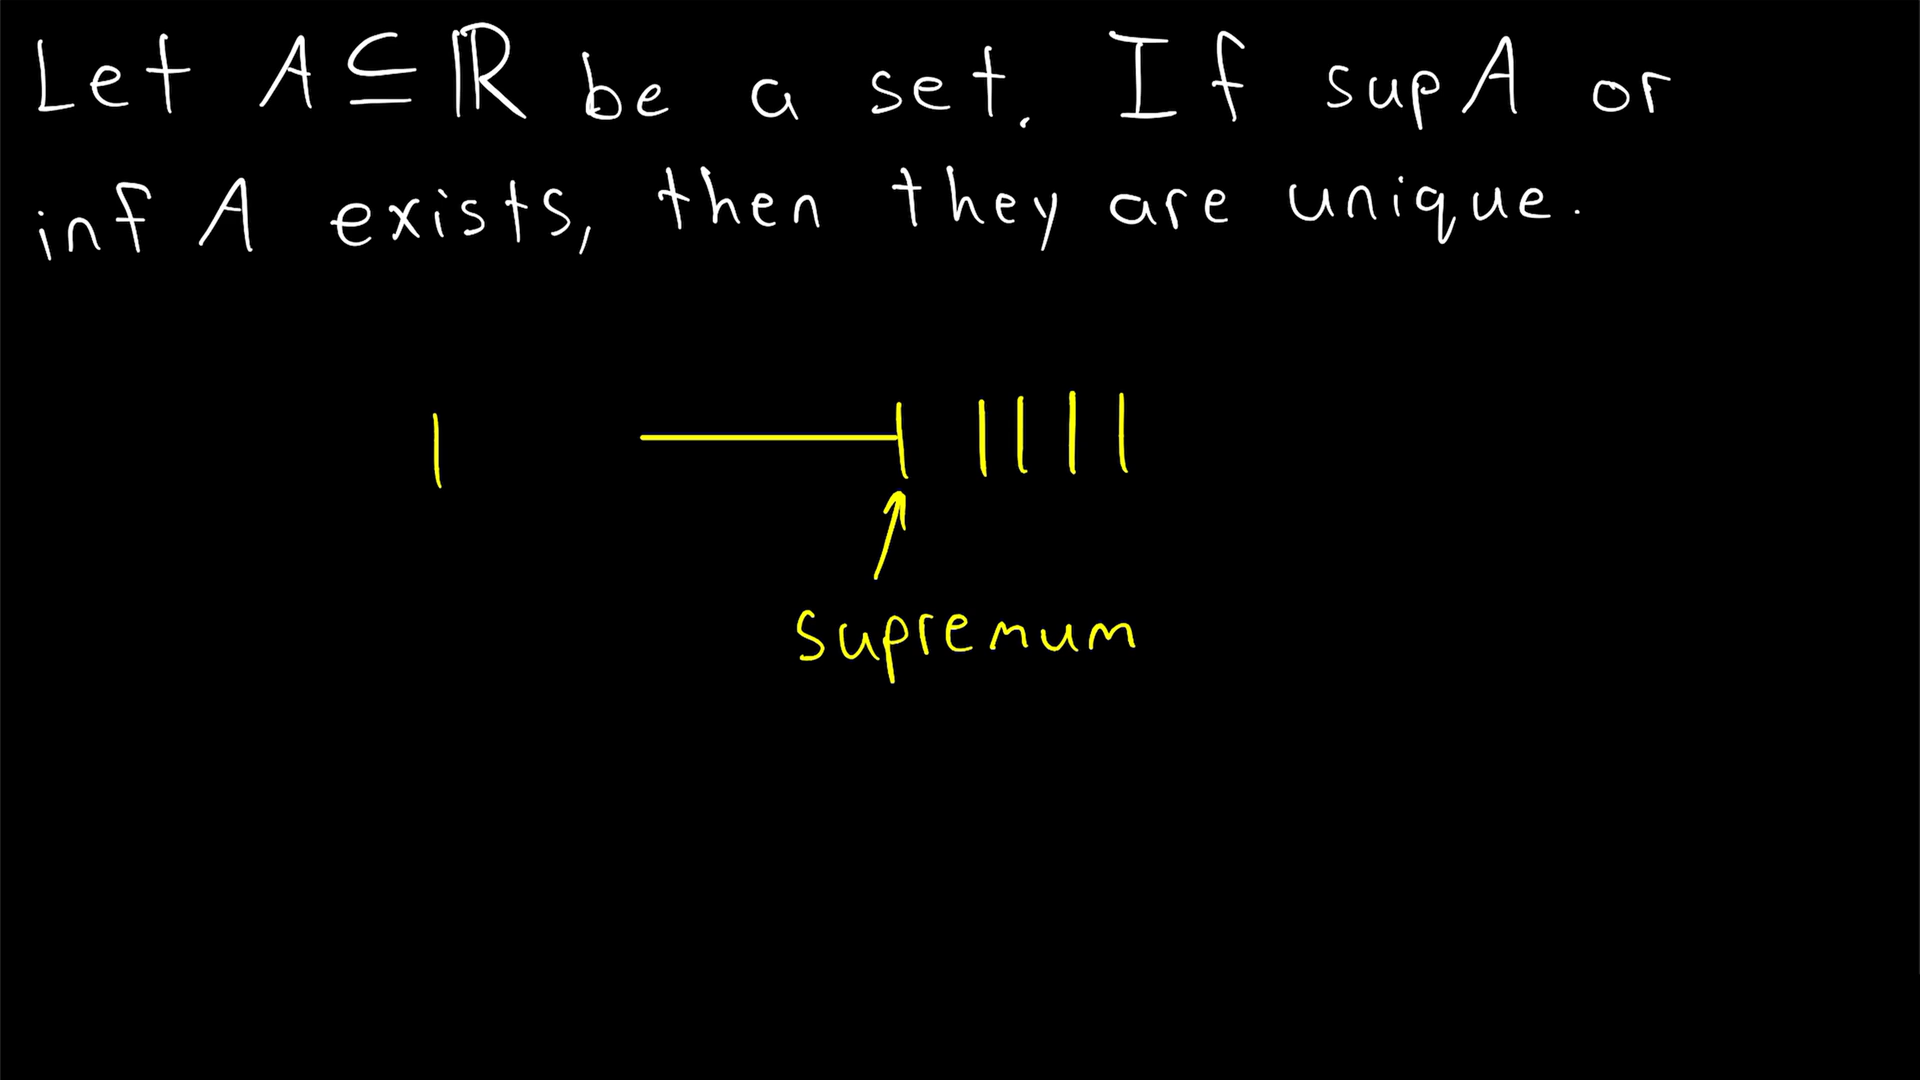 Let A ⊆ ℝ be a set. If sup A or
inf A exists, then they are unique.
supremum